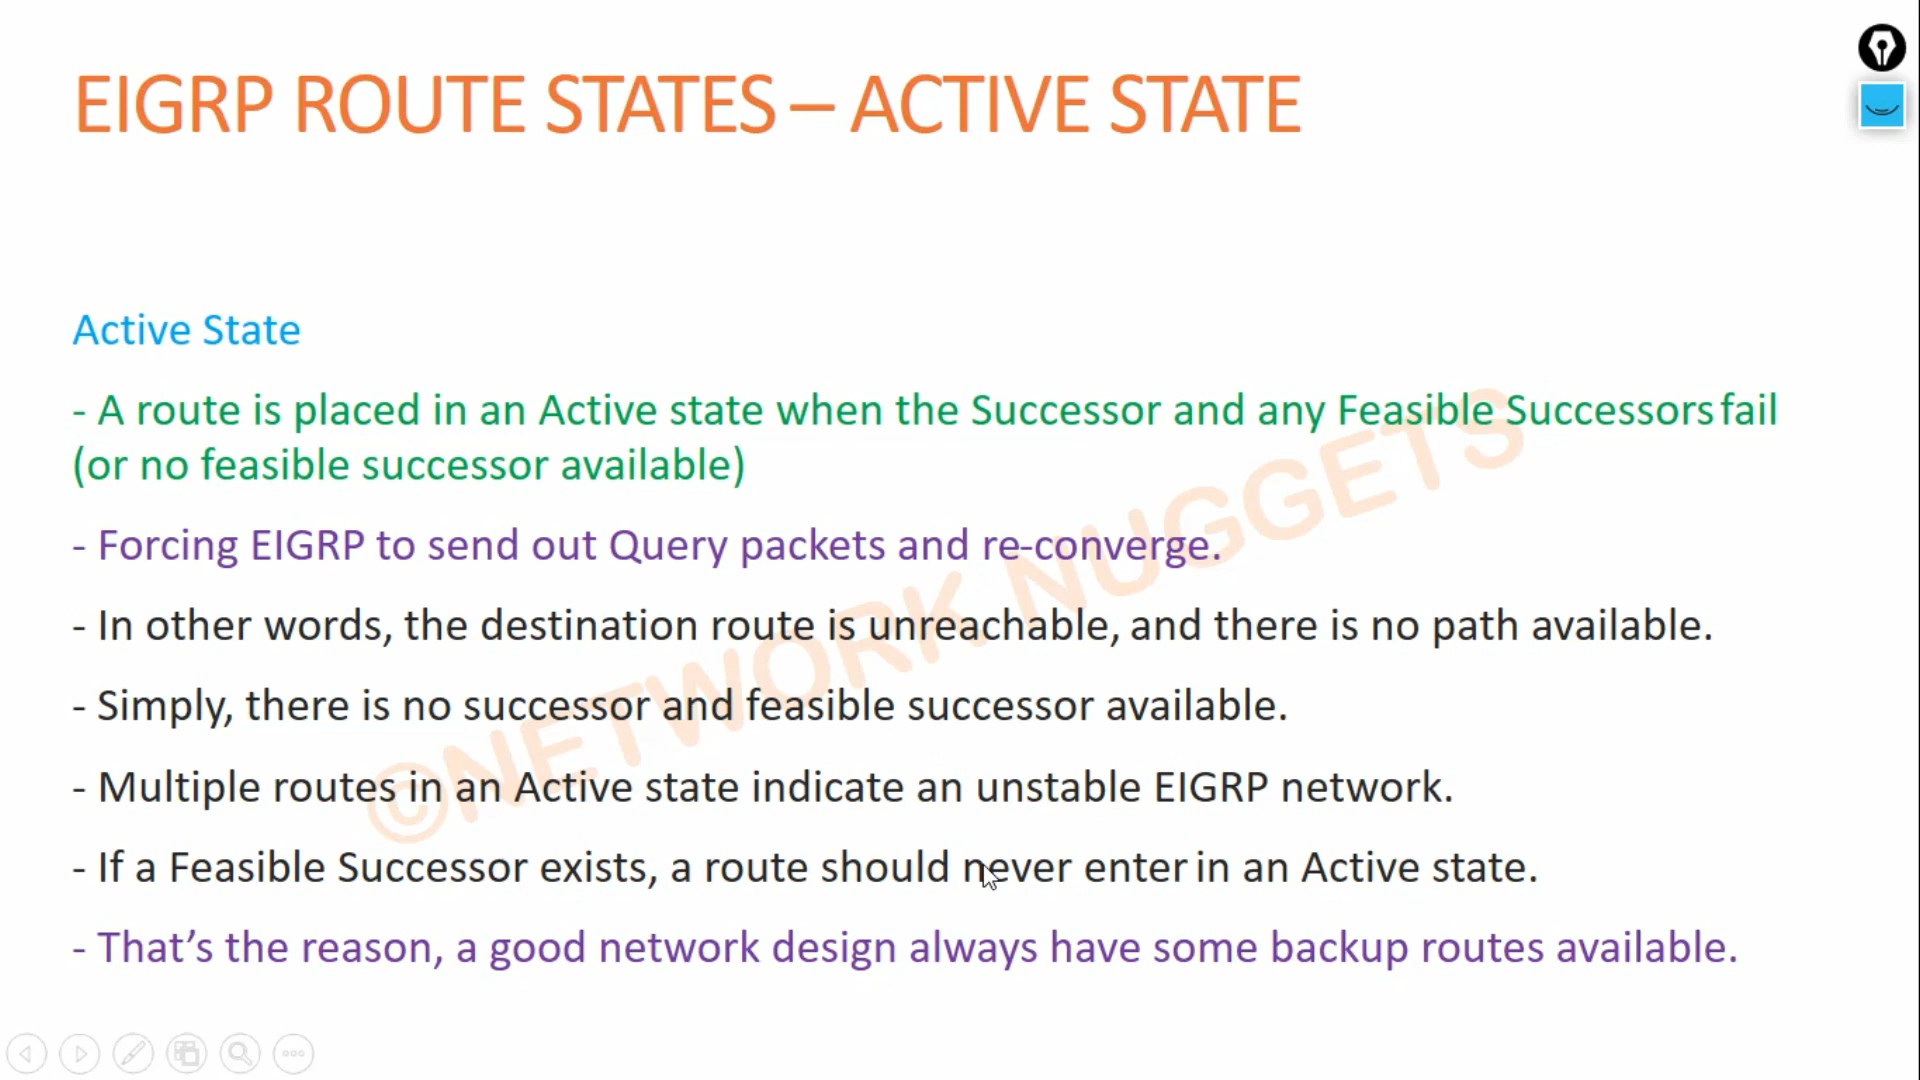 EIGRP ROUTE STATES – ACTIVE STATE
Active State
- A route is placed in an Active state when the Successor and any Feasible Successors fail
(or no feasible successor available)
- Forcing EIGRP to send out Query packets and re-converge.
- In other words, the destination route is unreachable, and there is no path available.
- Simply, there is no successor and feasible successor available.
- Multiple routes in an Active state indicate an unstable EIGRP network.
- If a Feasible Successor exists, a route should never enter in an Active state.
- That’s the reason, a good network design always have some backup routes available.
©NETWORK NUGGETS